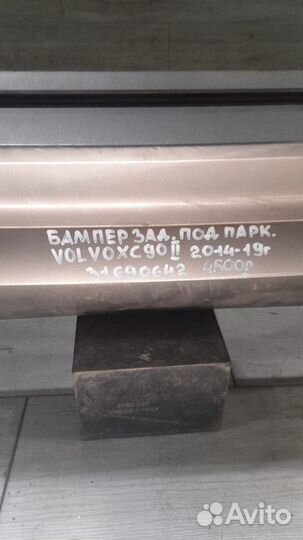 БАМПЕР ЗАД. ПОД ПАРК.
VOLVO XC90 II 2014-19г
31690642 4500р
Avito